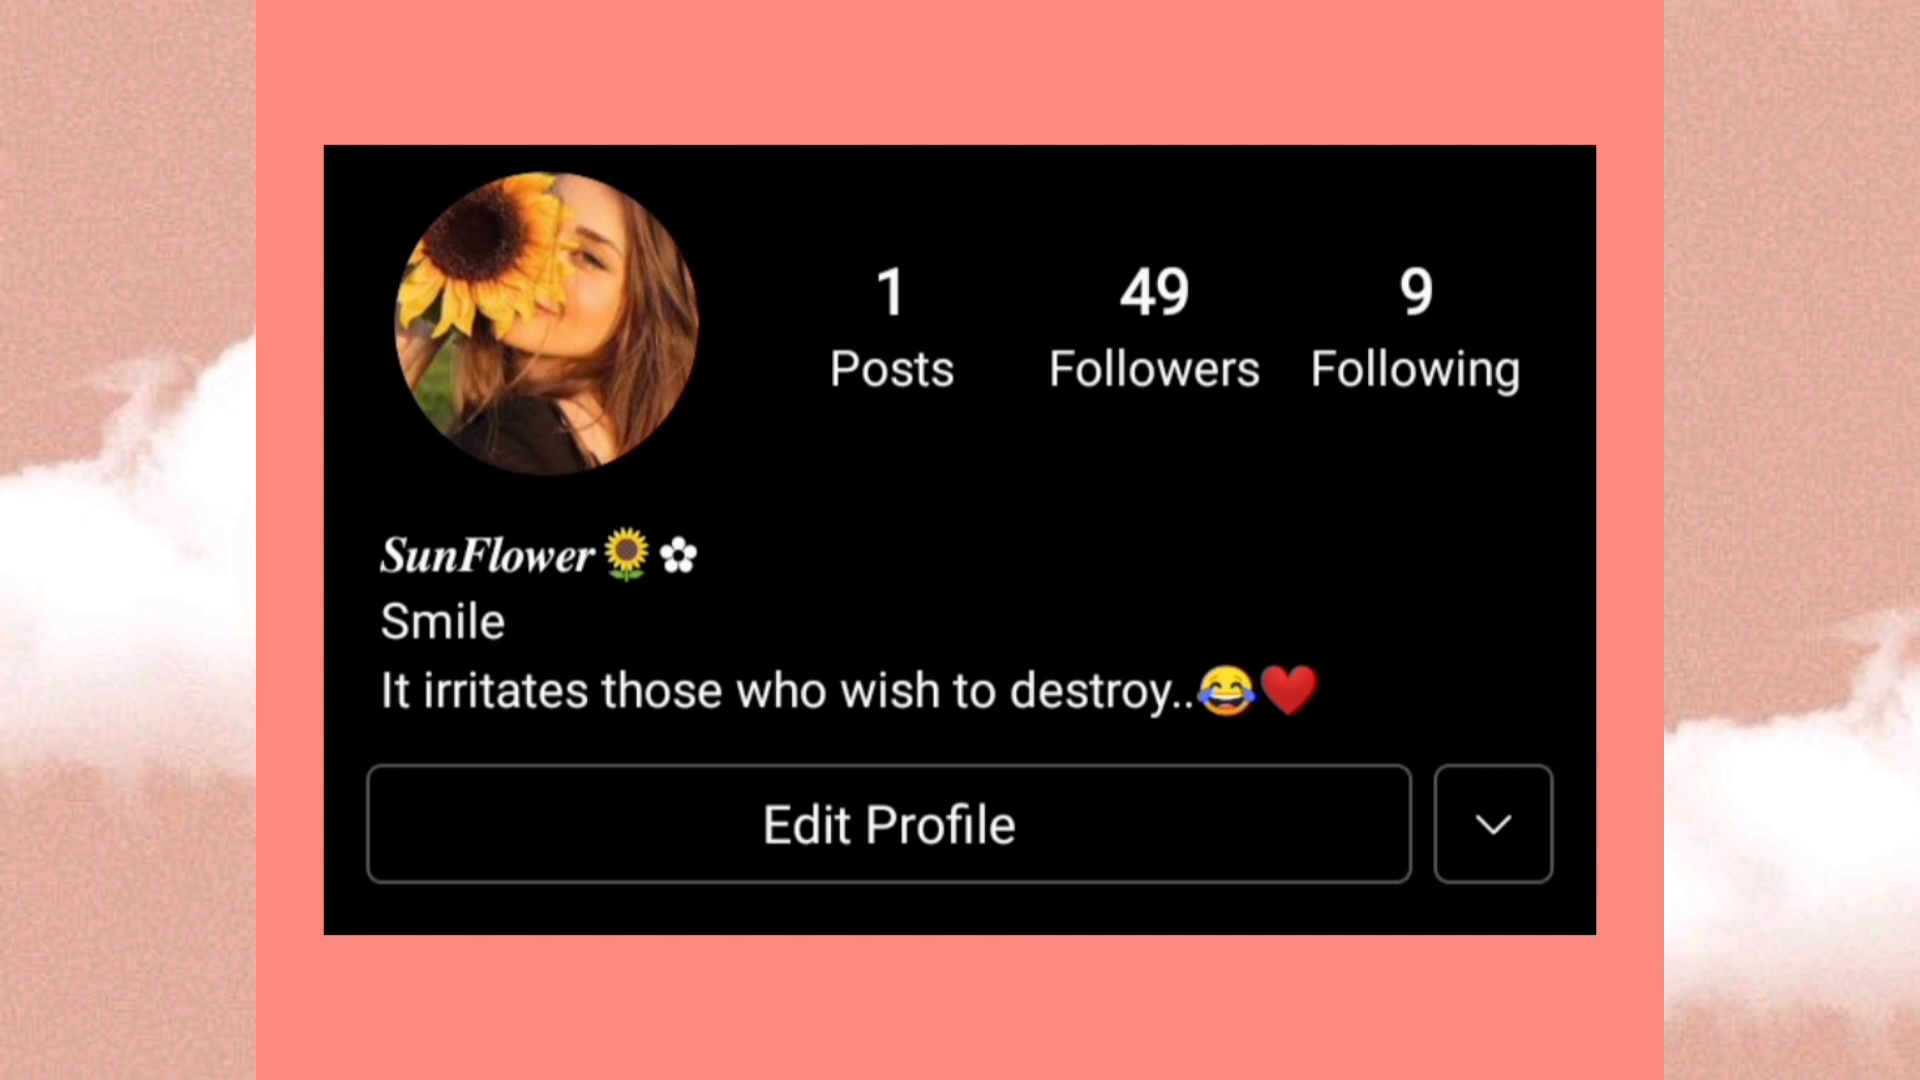 1 49 9
Posts Followers Following
𝑺𝒖𝒏𝑭𝒍𝒐𝒘𝒆𝒓🌻✿
Smile
It irritates those who wish to destroy..😂❤️
Edit Profile